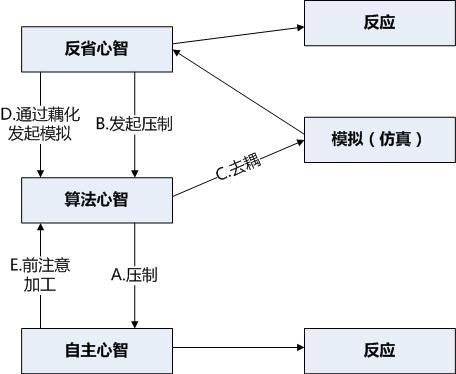 反应
反省心智
D.通过藕化
发起模拟
B.发起压制
模拟（仿真）
C.去耦
算法心智
E.前注意
加工
A.压制
自主心智
反应